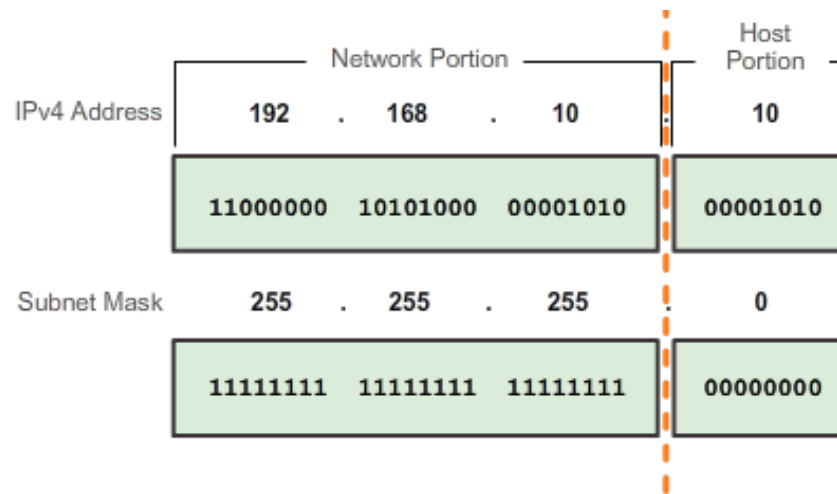 Network Portion
Host
Portion
IPv4 Address 192 . 168 . 10 . 10
11000000 10101000 00001010 00001010
Subnet Mask 255 . 255 . 255 . 0
11111111 11111111 11111111 00000000